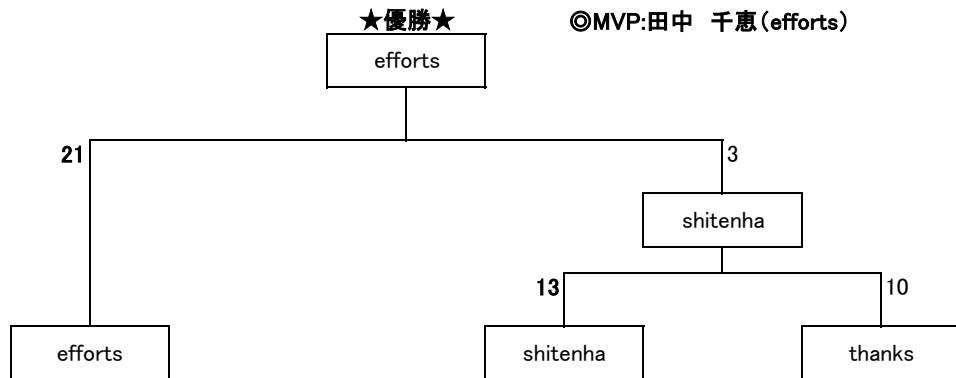 ★優勝★
◎MVP:田中　千恵(efforts)
efforts
21
3
shitenha
13
10
efforts
shitenha
thanks